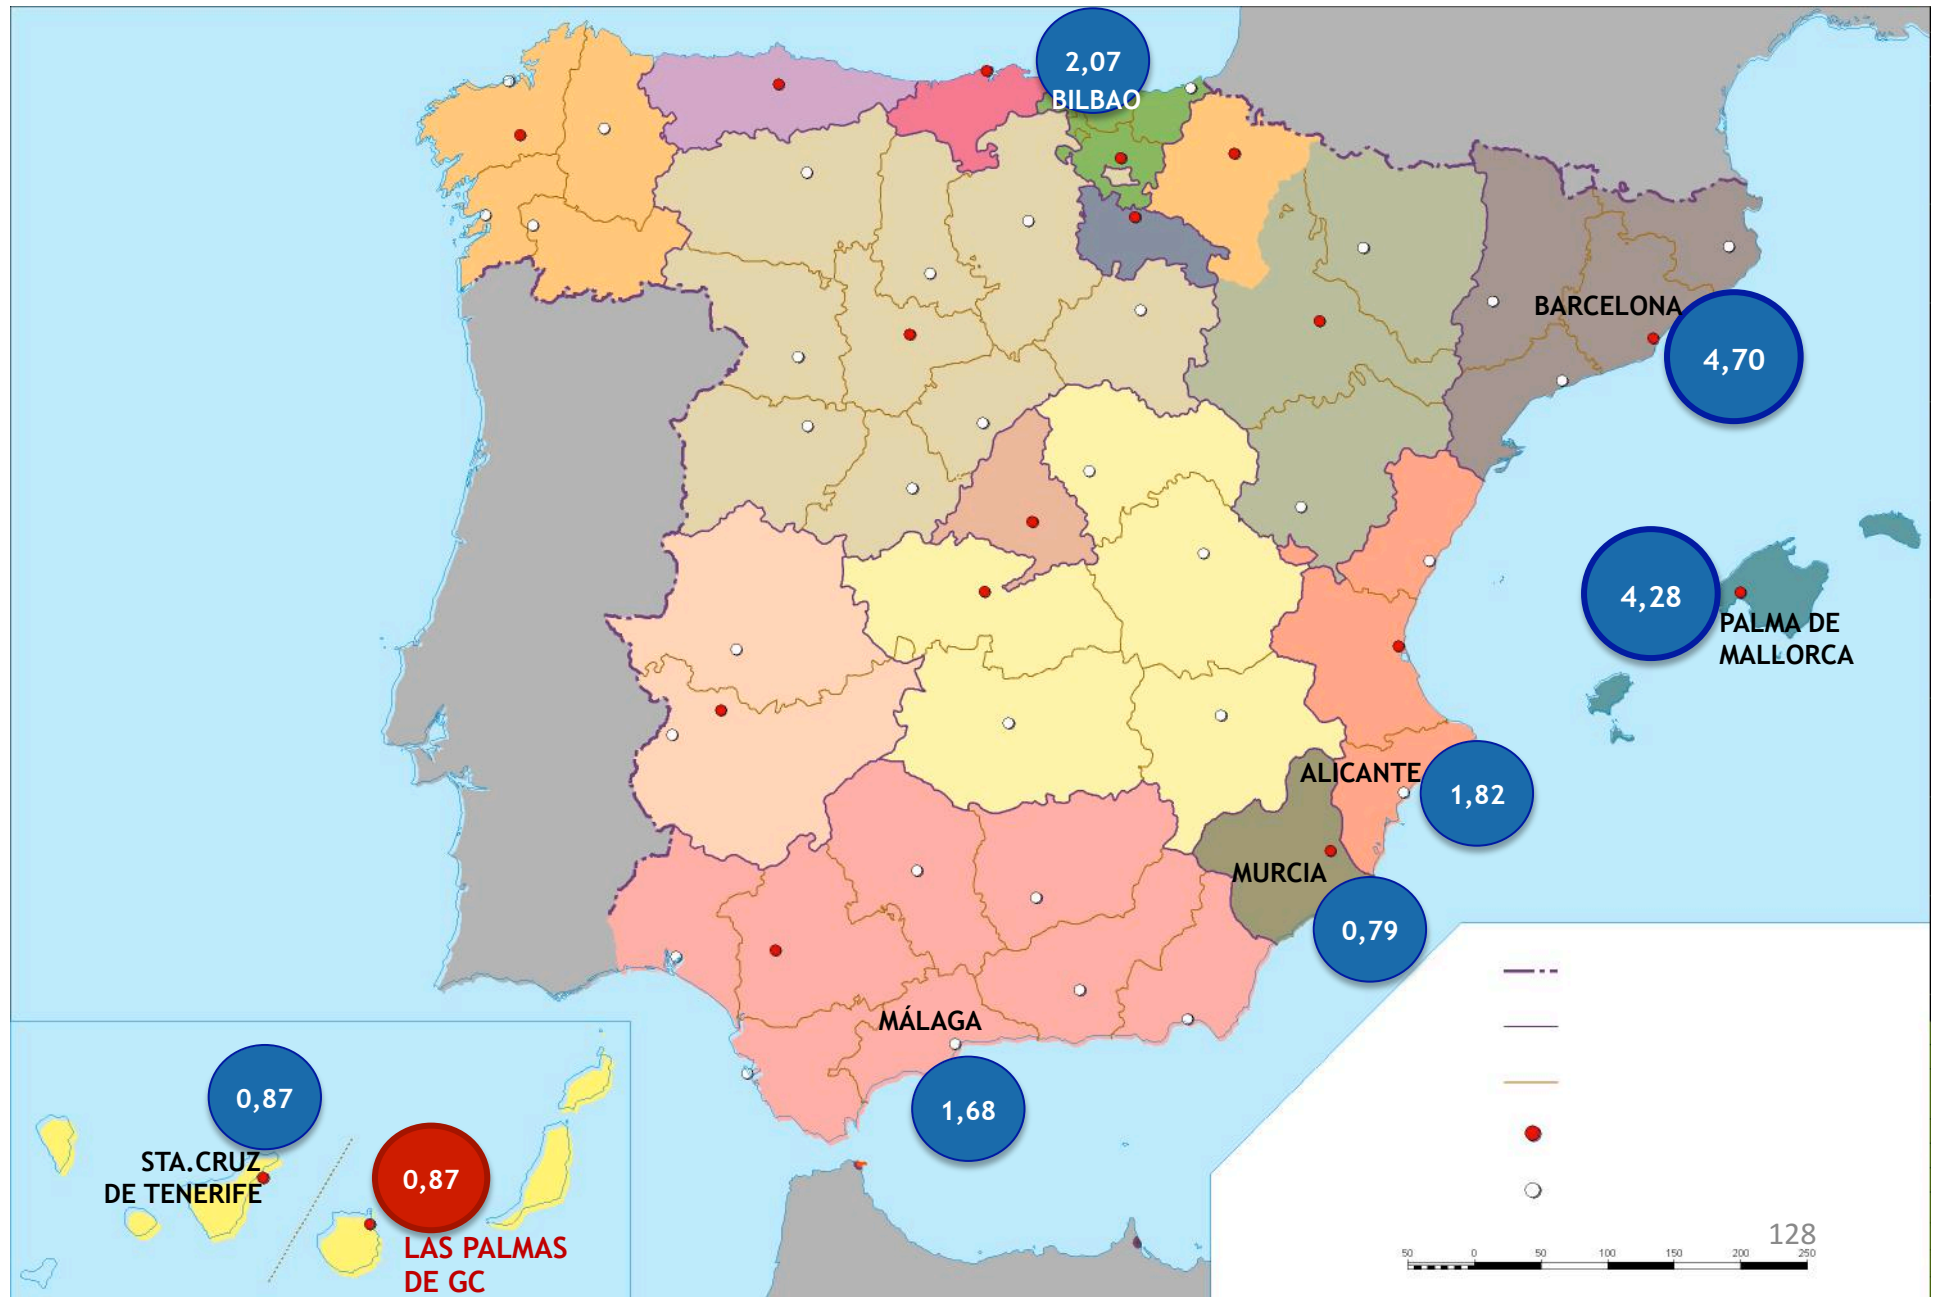 2,07
BILBAO
BARCELONA
4,70
4,28
PALMA DE
MALLORCA
ALICANTE
1,82
MURCIA
0,79
MÁLAGA
1,68
0,87
STA.CRUZ
DE TENERIFE
0,87
LAS PALMAS
DE GC
128
50 0 50 100 150 200 250